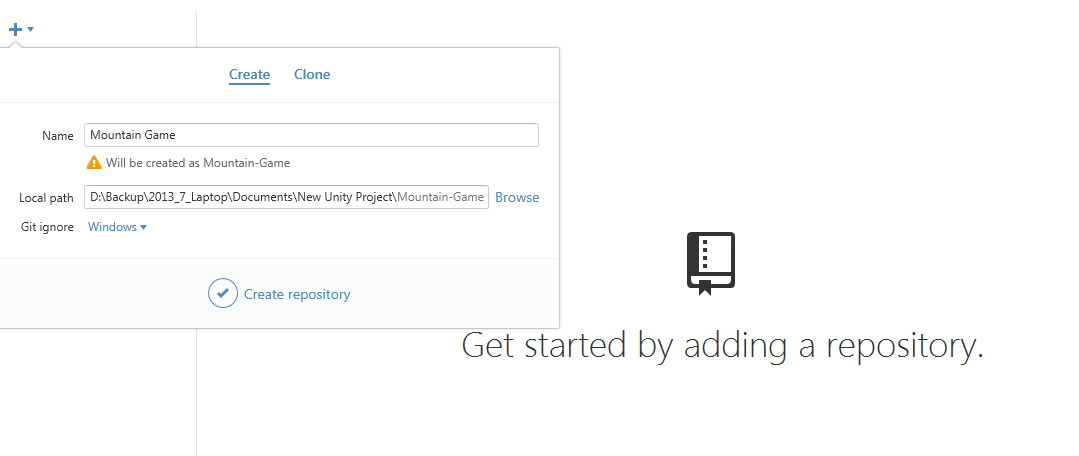 Create Clone
Name Mountain Game
Will be created as Mountain-Game
Local path D:\Backup\2013_7_Laptop\Documents\New Unity Project\Mountain-Game Browse
Git ignore Windows
Create repository
Get started by adding a repository.